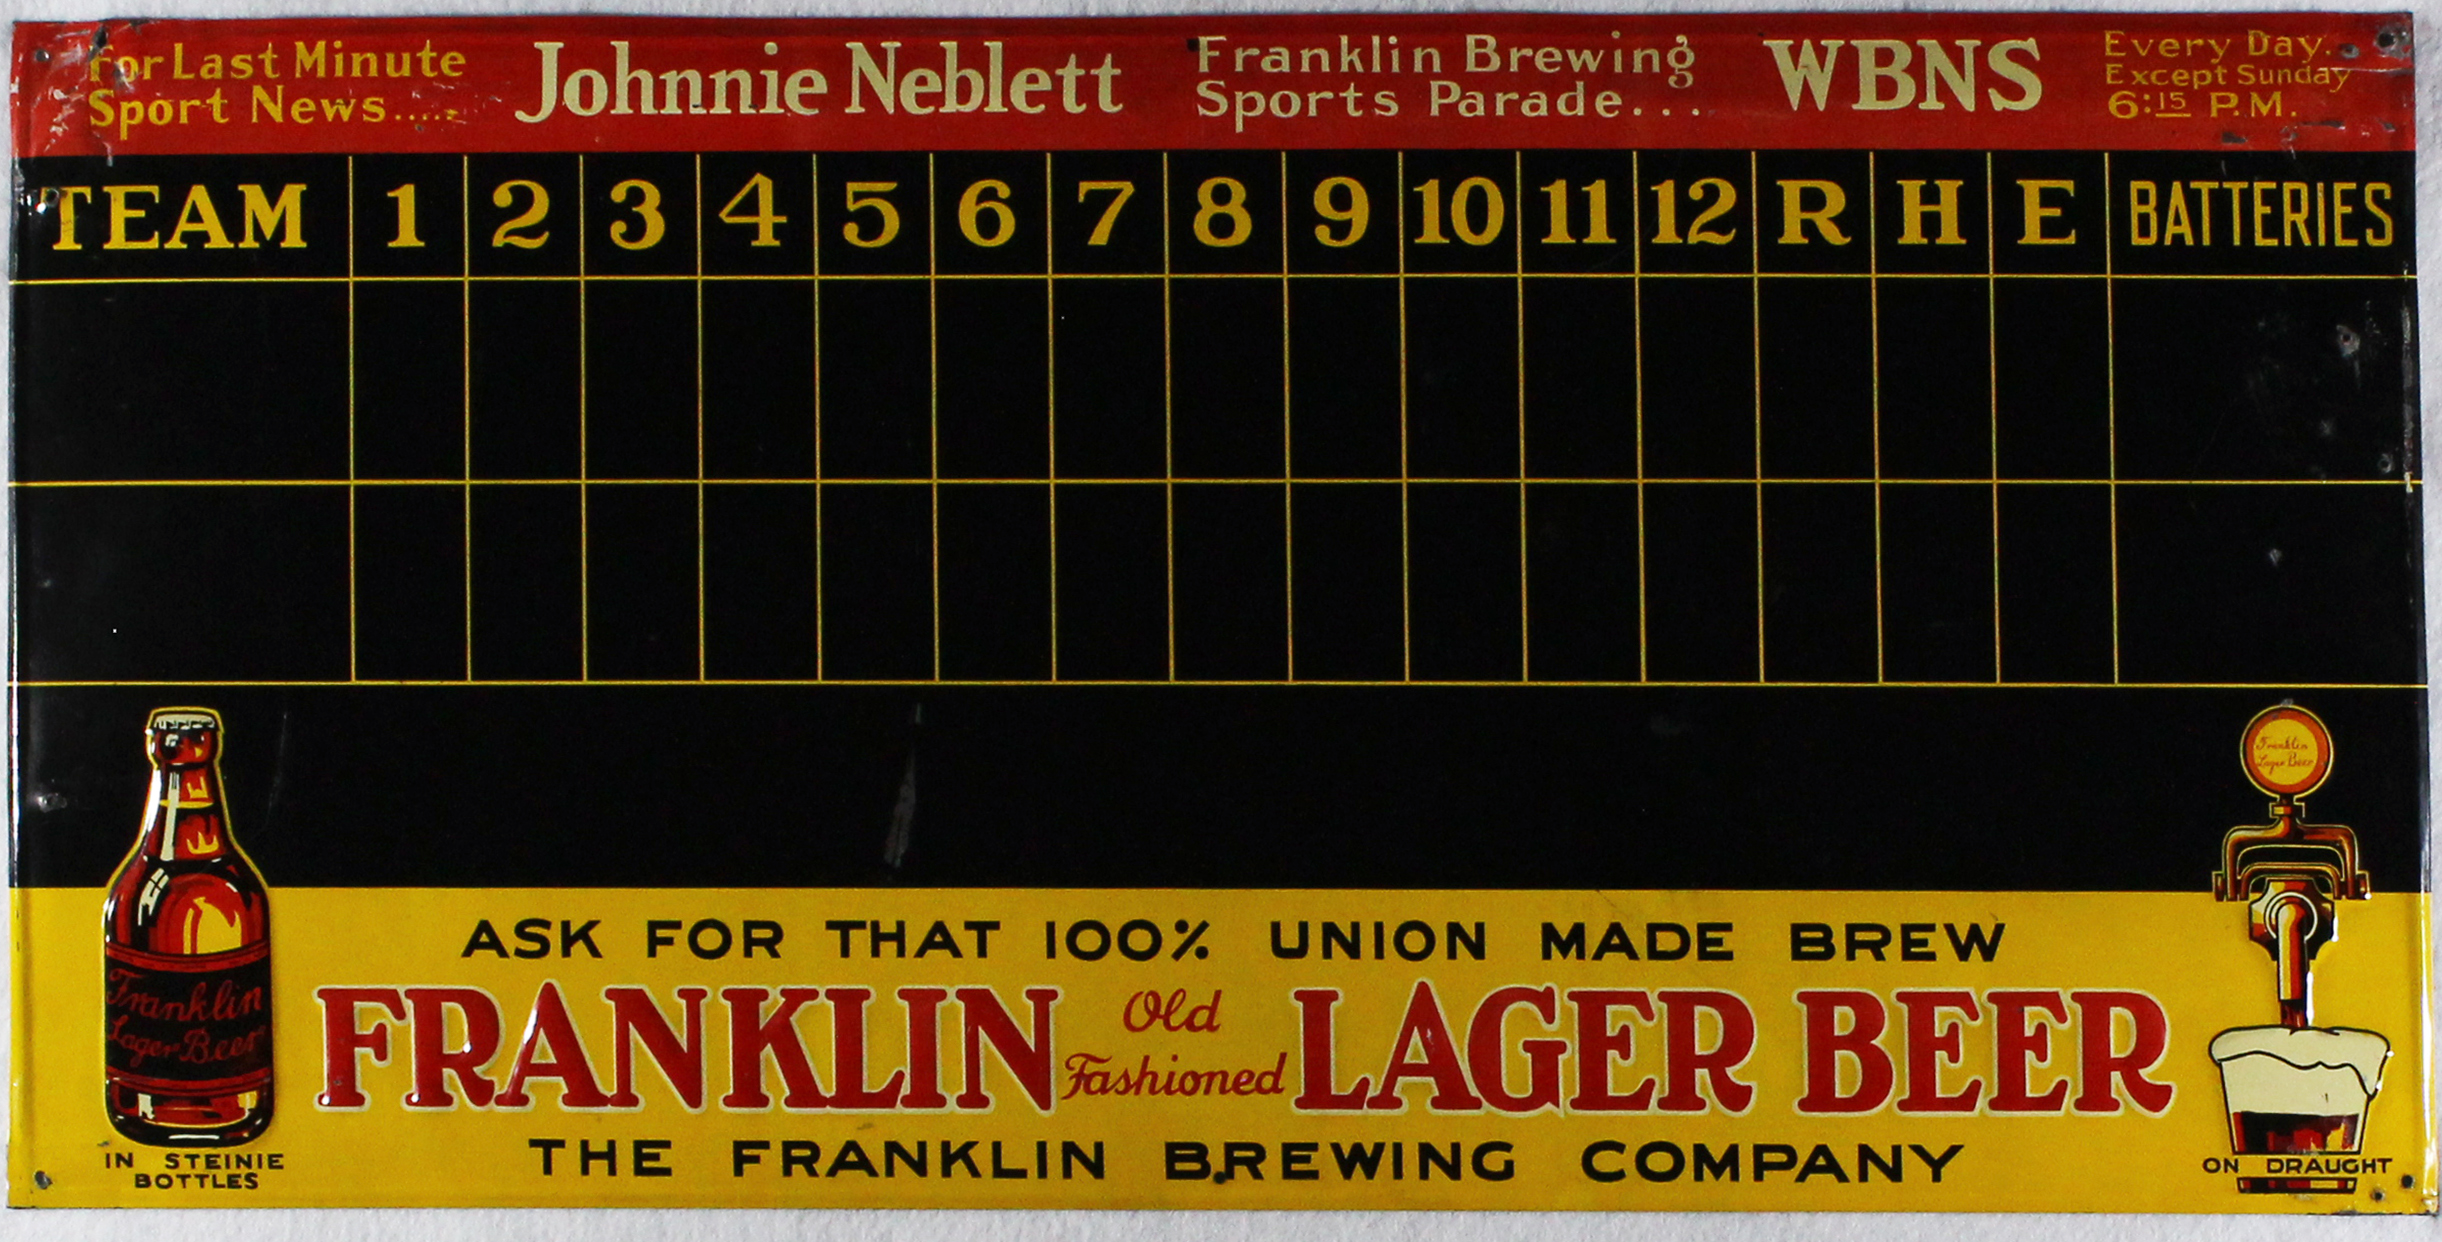 For Last Minute
Sport News.....
Johnnie Neblett
Franklin Brewing
Sports Parade...
WBNS
Every Day.
Except Sunday
6:15 P.M.
TEAM 1 2 3 4 5 6 7 8 9 10 11 12 R H E BATTERIES
Franklin
Lager Beer
ASK FOR THAT 100% UNION MADE BREW
FRANKLIN Old Fashioned LAGER BEER
THE FRANKLIN BREWING COMPANY
Franklin
Lager Beer
IN STEINIE
BOTTLES
ON DRAUGHT